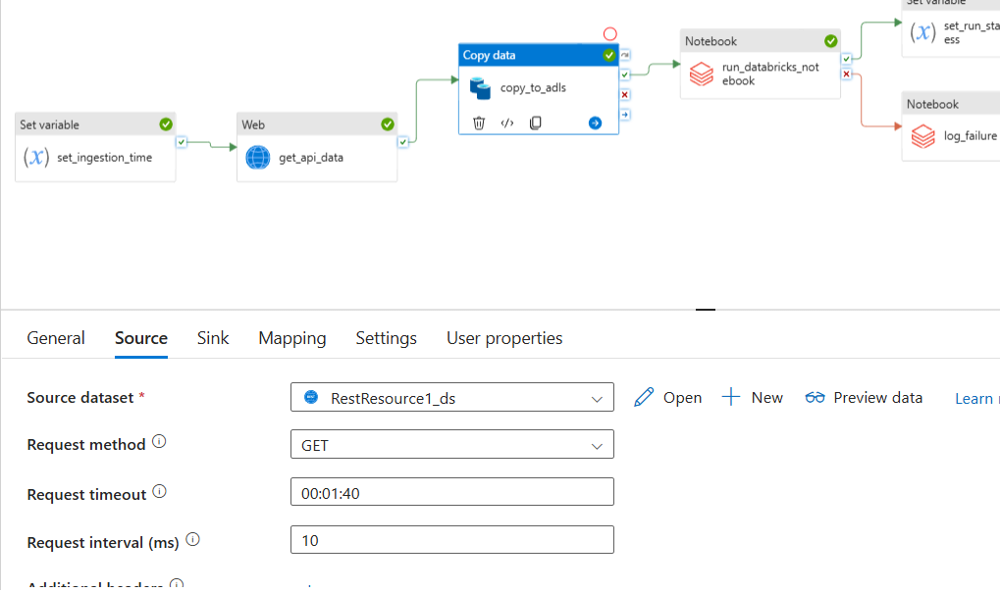 Set variable
set_run_sta
ess
Copy data
copy_to_adls
Notebook
run_databricks_not
ebook
Notebook
log_failure
Set variable
(x) set_ingestion_time
Web
get_api_data
General Source Sink Mapping Settings User properties
Source dataset * RestResource1_ds Open New Preview data Learn
Request method GET
Request timeout 00:01:40
Request interval (ms) 10
Additional headers